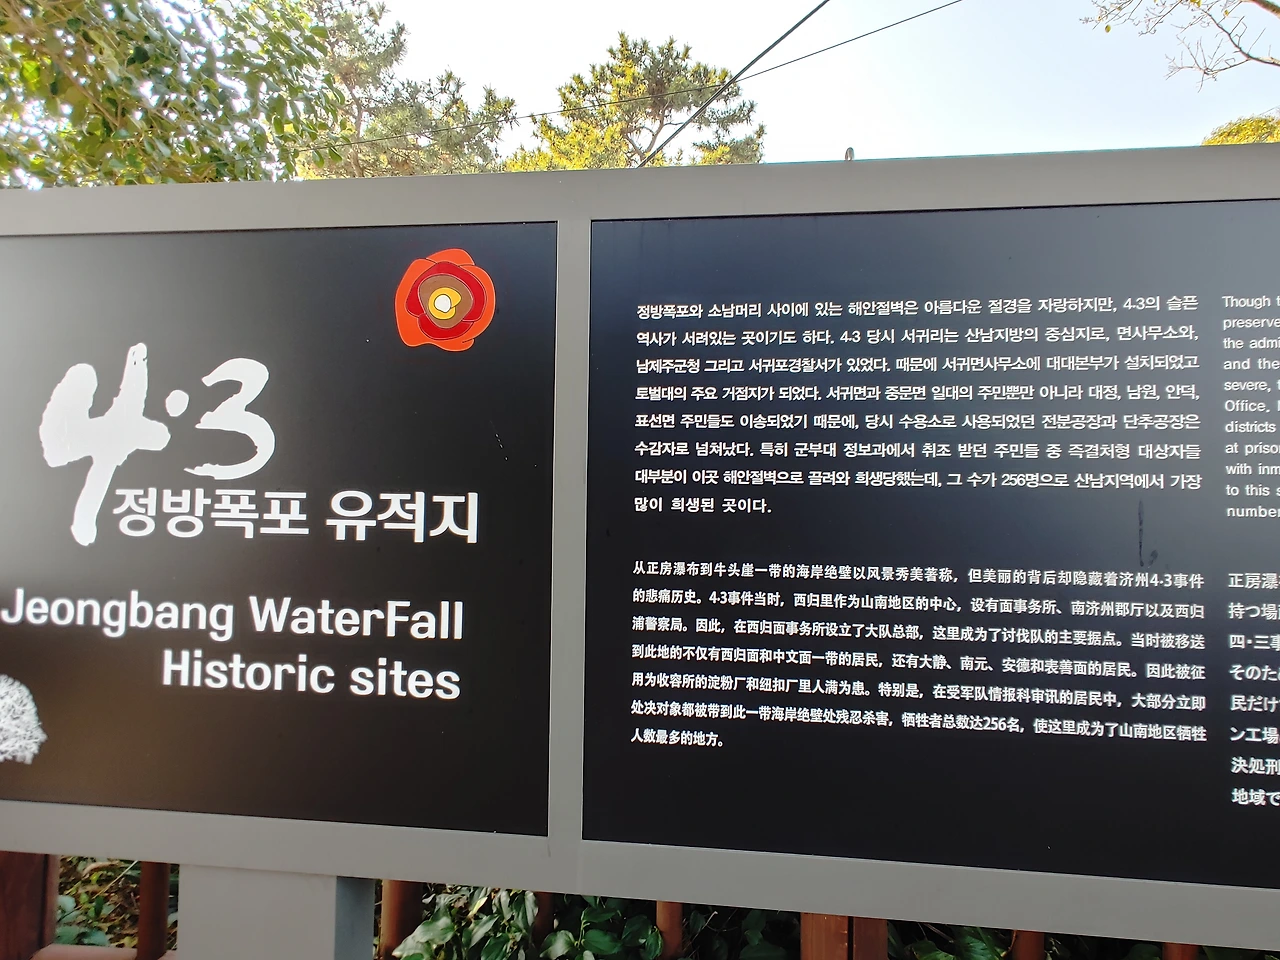 4·3
정방폭포 유적지
Jeongbang WaterFall
Historic sites
정방폭포와 소남머리 사이에 있는 해안절벽은 아름다운 절경을 자랑하지만, 4·3의 슬픈
역사가 서려있는 곳이기도 하다. 4·3 당시 서귀리는 산남지방의 중심지로, 면사무소와,
남제주군청 그리고 서귀포경찰서가 있었다. 때문에 서귀면사무소에 대대본부가 설치되었고
토벌대의 주요 거점지가 되었다. 서귀면과 중문면 일대의 주민뿐만 아니라 대정, 남원, 안덕,
표선면 주민들도 이송되었기 때문에, 당시 수용소로 사용되었던 전분공장과 단추공장은
수감자로 넘쳐났다. 특히 군부대 정보과에서 취조 받던 주민들 중 즉결처형 대상자들
대부분이 이곳 해안절벽으로 끌려와 희생당했는데, 그 수가 256명으로 산남지역에서 가장
많이 희생된 곳이다.
从正房瀑布到牛头崖一带的海岸绝壁以风景秀美著称，但美丽的背后却隐藏着济州4·3事件
的悲痛历史。4·3事件当时，西归里作为山南地区的中心，设有面事务所、南济州郡厅以及西归
浦警察局。因此，在西归面事务所设立了大队总部，这里成为了讨伐队的主要据点。当时被移送
到此地的不仅有西归面和中文面一带的居民，还有大静、南元、安德和表善面的居民。因此被征
用为收容所的淀粉厂和纽扣厂里人满为患。特别是，在受军队情报科审讯的居民中，大部分立即
处决对象都被带到此一带海岸绝壁处残忍杀害，牺牲者总数达256名，使这里成为了山南地区牺牲
人数最多的地方。
Though
preserve
the admi
and the
severe,
Office.
districts
at prison
with inm
to this s
number
正房瀑
持つ場
四·三事
そのため
民だけ
ン工場
決処刑
地域で